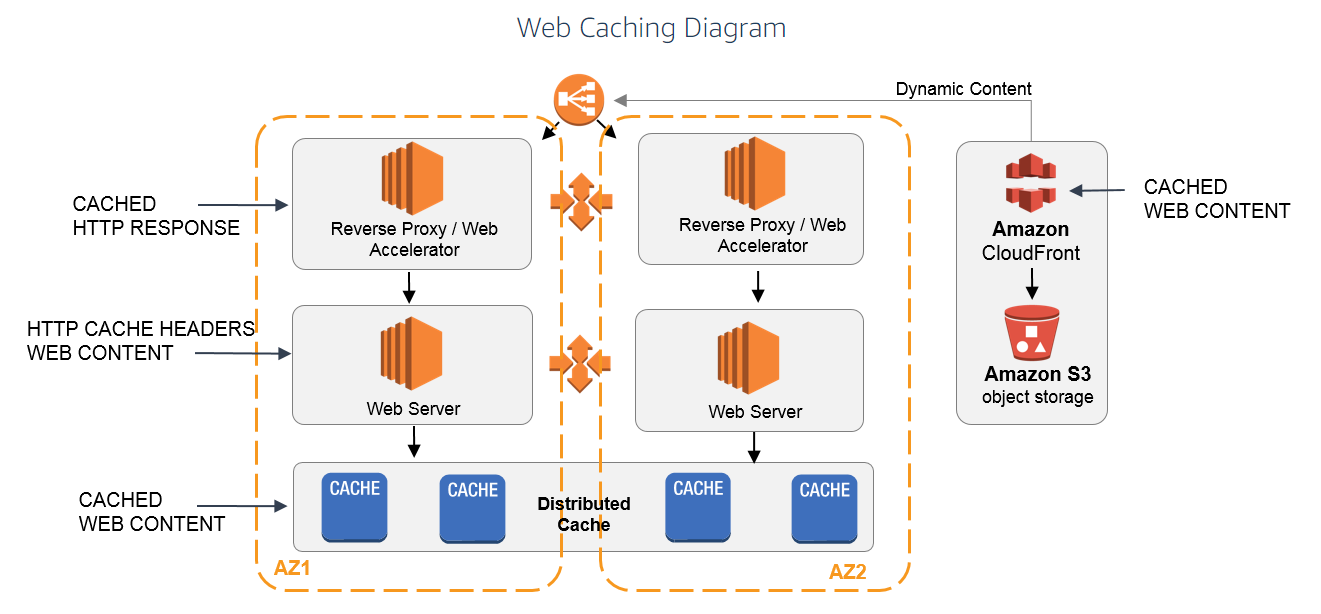 Web Caching Diagram
Dynamic Content
CACHED
HTTP RESPONSE
Reverse Proxy / Web
Accelerator
Reverse Proxy / Web
Accelerator
Amazon
CloudFront
CACHED
WEB CONTENT
HTTP CACHE HEADERS
WEB CONTENT
Web Server
Web Server
Amazon S3
object storage
CACHED
WEB CONTENT
CACHE
CACHE
Distributed
Cache
CACHE
CACHE
AZ1
AZ2